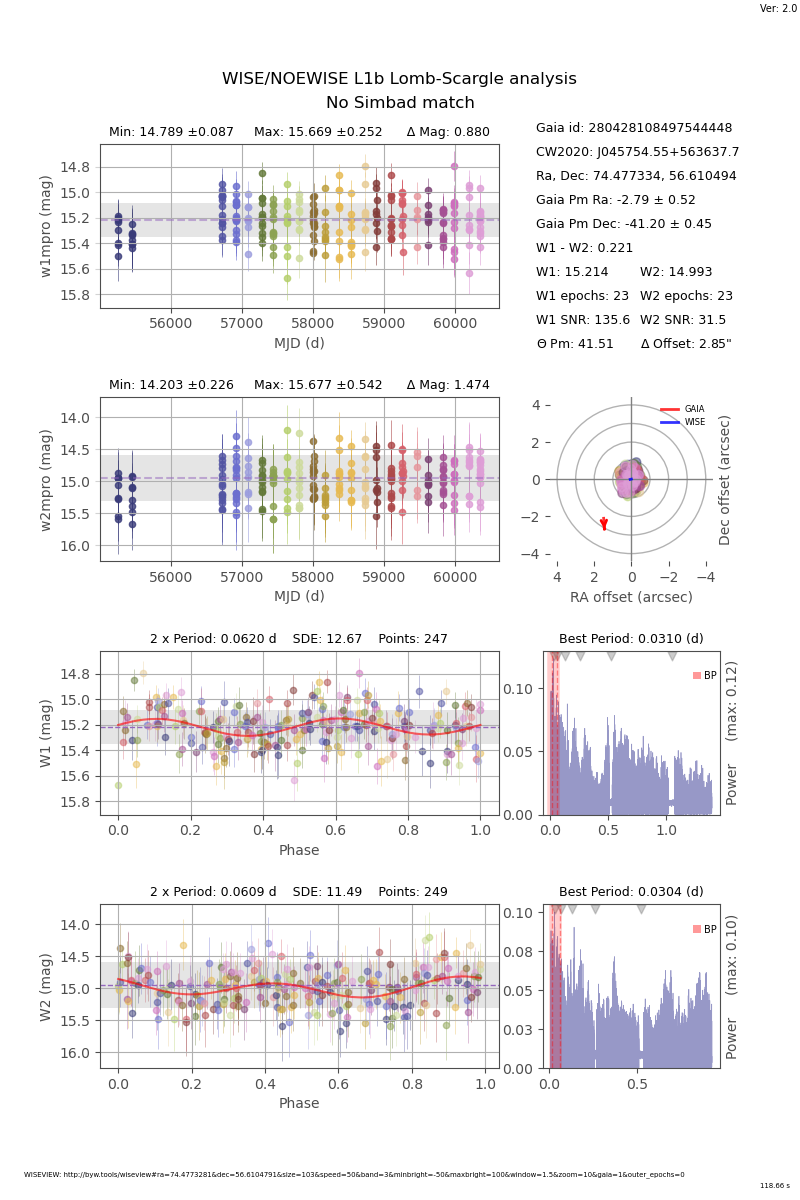 Ver: 2.0
WISE/NOEWISE L1b Lomb-Scargle analysis
No Simbad match
Min: 14.789 ±0.087 Max: 15.669 ±0.252 Δ Mag: 0.880
w1mpro (mag)
14.8
15.0
15.2
15.4
15.6
15.8
56000 57000 58000 59000 60000
MJD (d)
Gaia id: 280428108497544448
CW2020: J045754.55+563637.7
Ra, Dec: 74.477334, 56.610494
Gaia Pm Ra: -2.79 ± 0.52
Gaia Pm Dec: -41.20 ± 0.45
W1 - W2: 0.221
W1: 15.214 W2: 14.993
W1 epochs: 23 W2 epochs: 23
W1 SNR: 135.6 W2 SNR: 31.5
Θ Pm: 41.51 Δ Offset: 2.85"
Min: 14.203 ±0.226 Max: 15.677 ±0.542 Δ Mag: 1.474
w2mpro (mag)
14.0
14.5
15.0
15.5
16.0
56000 57000 58000 59000 60000
MJD (d)
GAIA
WISE
4
2
0
−2
−4
4 2 0 −2 −4
RA offset (arcsec)
Dec offset (arcsec)
2 x Period: 0.0620 d SDE: 12.67 Points: 247
W1 (mag)
14.8
15.0
15.2
15.4
15.6
15.8
0.0 0.2 0.4 0.6 0.8 1.0
Phase
Best Period: 0.0310 (d)
BP
0.10
0.05
0.00
0.0 0.5 1.0
Power (max: 0.12)
2 x Period: 0.0609 d SDE: 11.49 Points: 249
W2 (mag)
14.0
14.5
15.0
15.5
16.0
0.0 0.2 0.4 0.6 0.8 1.0
Phase
Best Period: 0.0304 (d)
BP
0.10
0.08
0.05
0.03
0.00
0.0 0.5
Power (max: 0.10)
WISEVIEW: http://byw.tools/wiseview#ra=74.4773281&dec=56.6104791&size=103&speed=50&band=3&minbright=-50&maxbright=100&window=1.5&zoom=10&gaia=1&outer_epochs=0
118.66 s